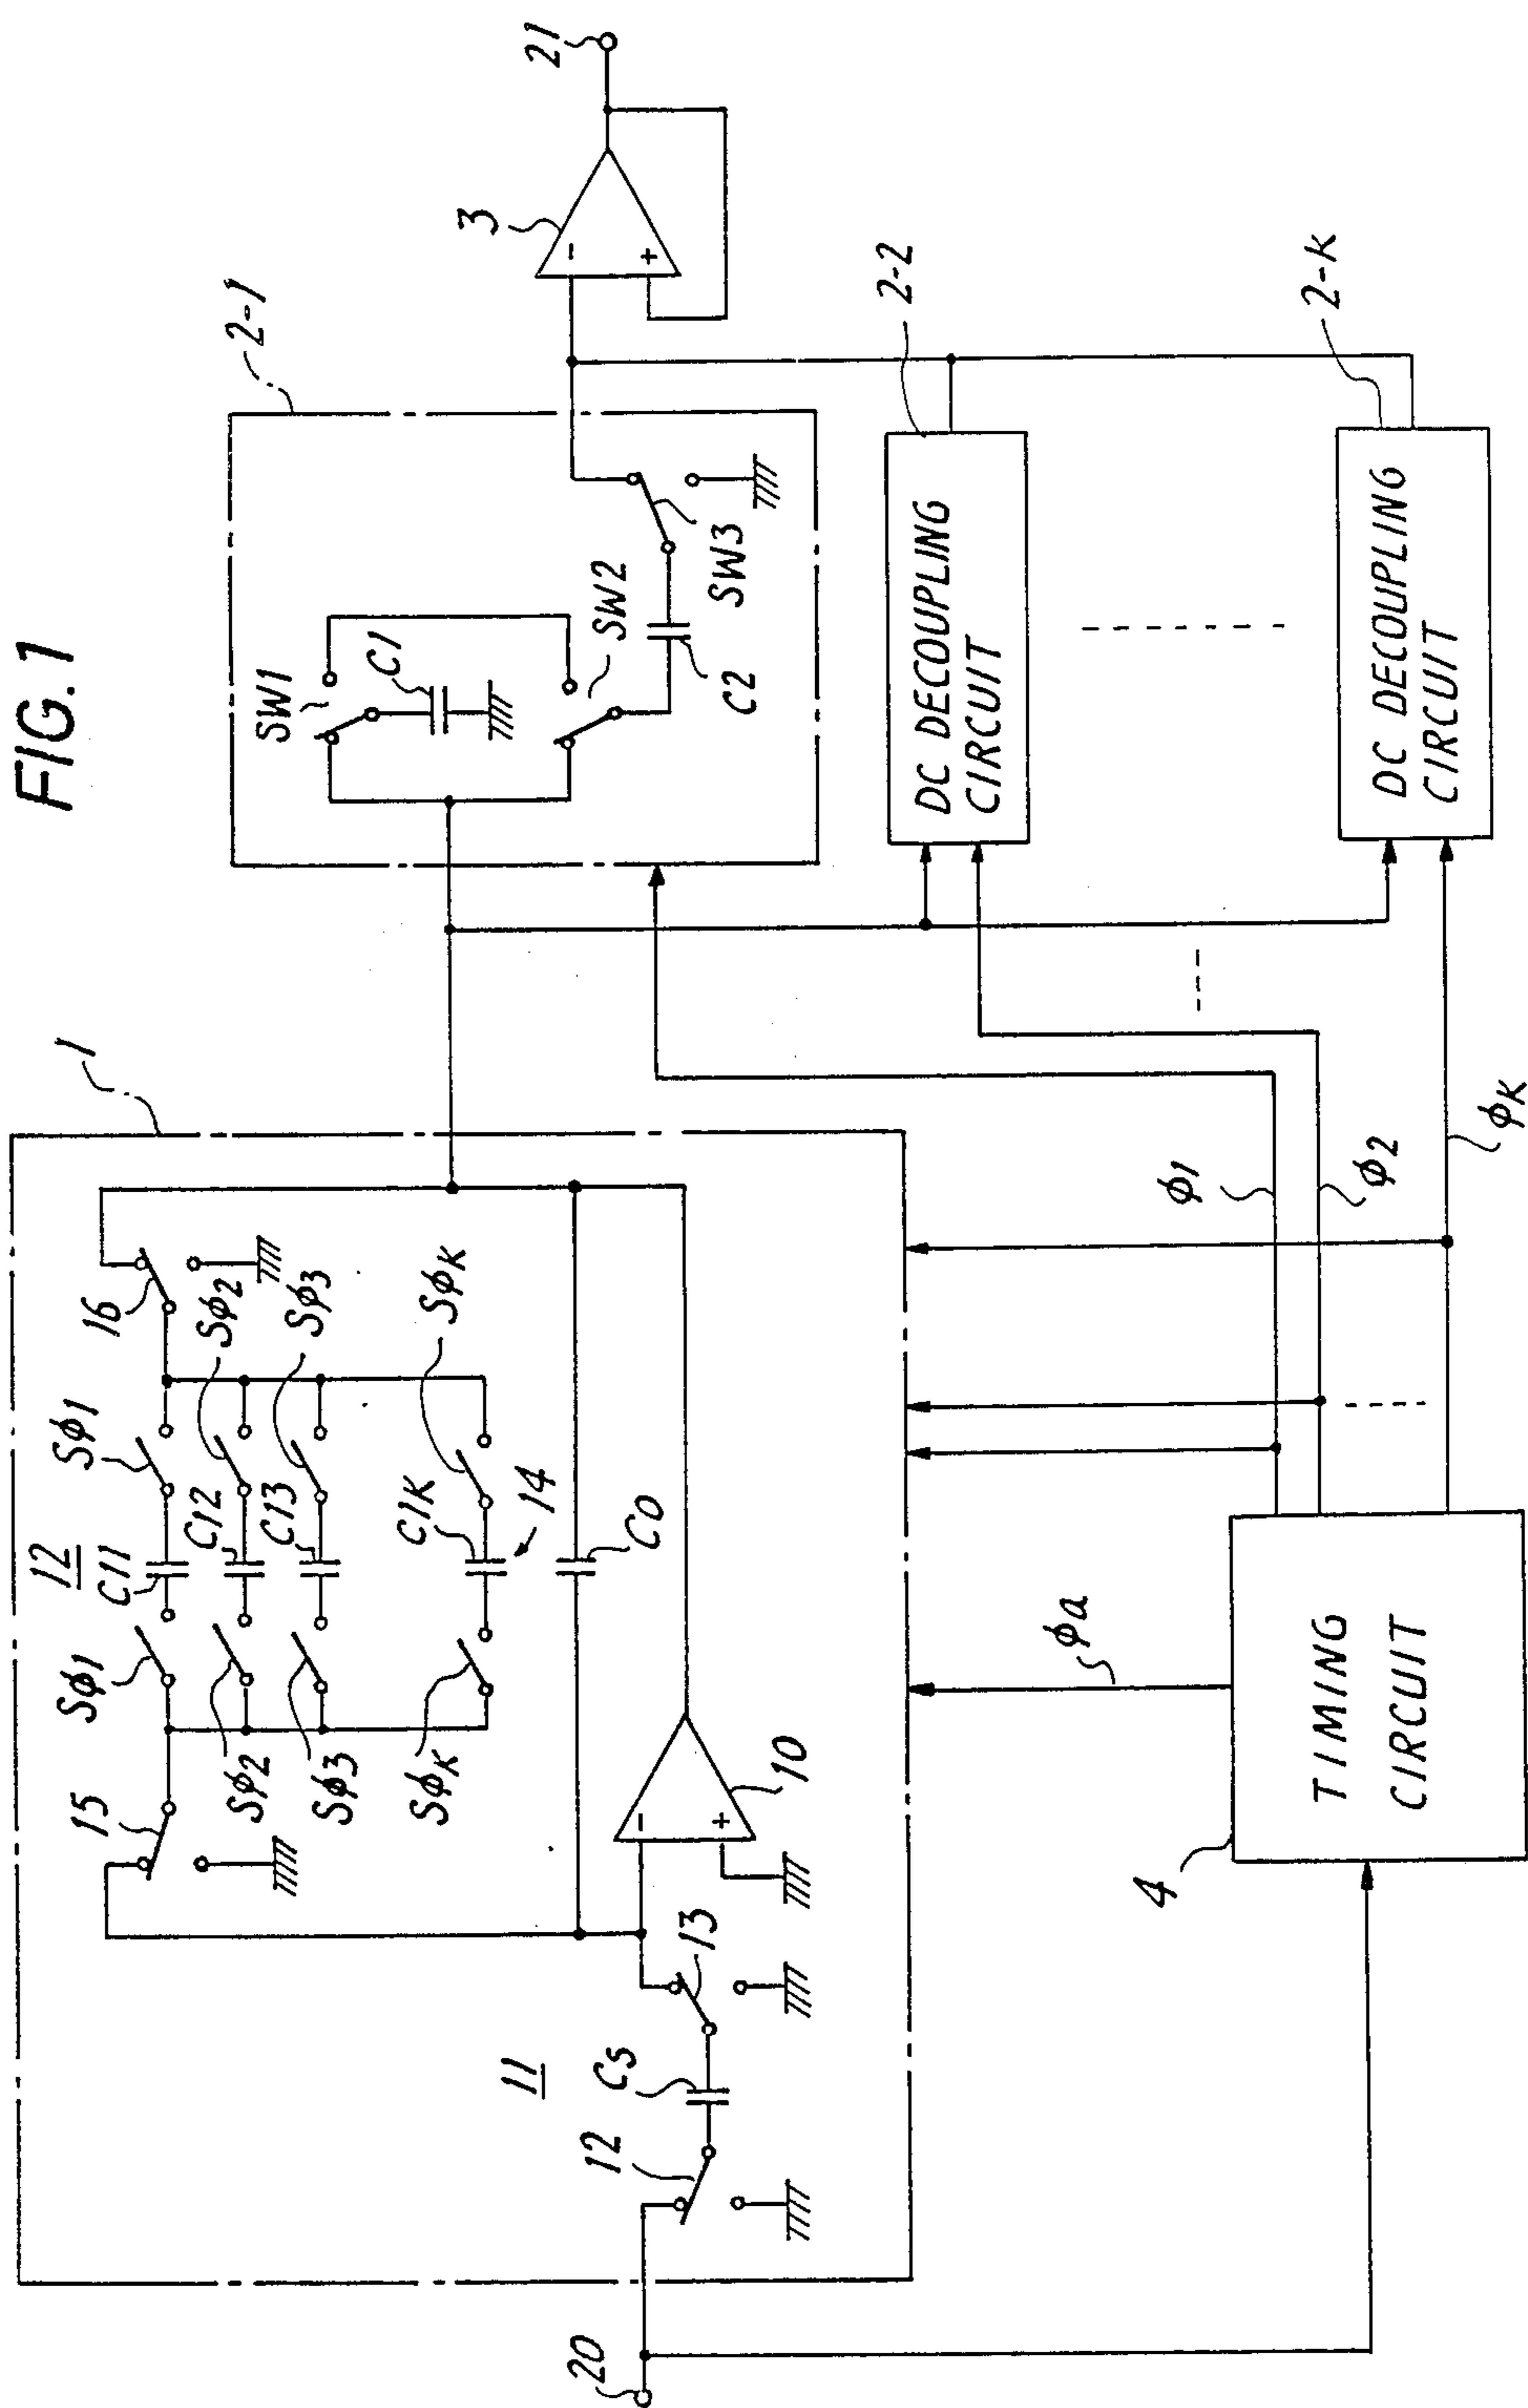 FIG. 1
1
12
15
16
Sφ1
C11
Sφ1
Sφ2
C12
Sφ2
Sφ3
C13
Sφ3
SφK
C1K
SφK
14
C0
10
-
+
11
12
Cs
13
20
2-1
SW1
C1
SW2
C2
SW3
3
-
+
21
DC DECOUPLING
CIRCUIT
2-2
DC DECOUPLING
CIRCUIT
2-K
4
TIMING
CIRCUIT
φa
φ1
φ2
φK